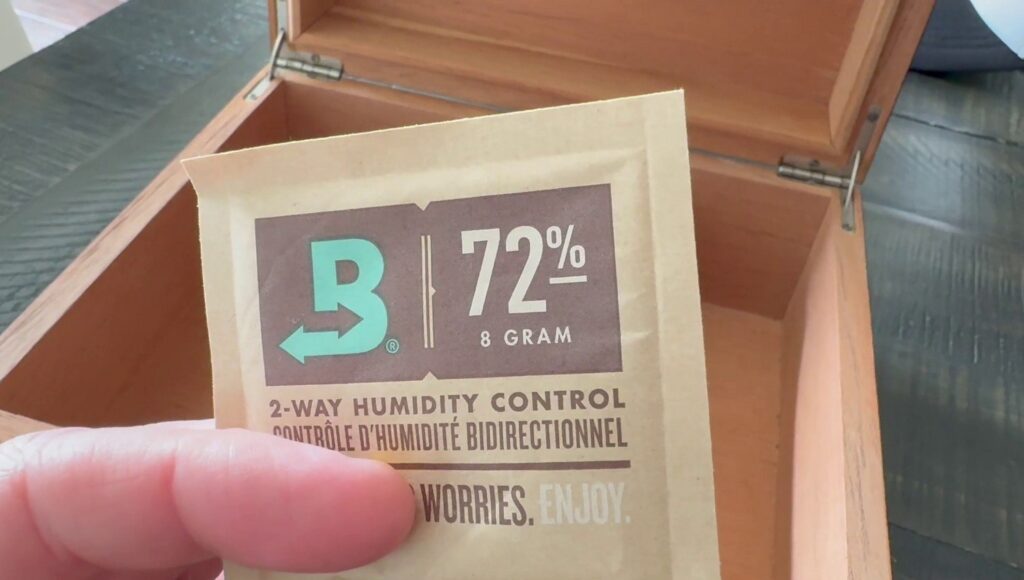 B®
72%
8 GRAM
2-WAY HUMIDITY CONTROL
CONTRÔLE D'HUMIDITÉ BIDIRECTIONNEL
WORRIES. ENJOY.